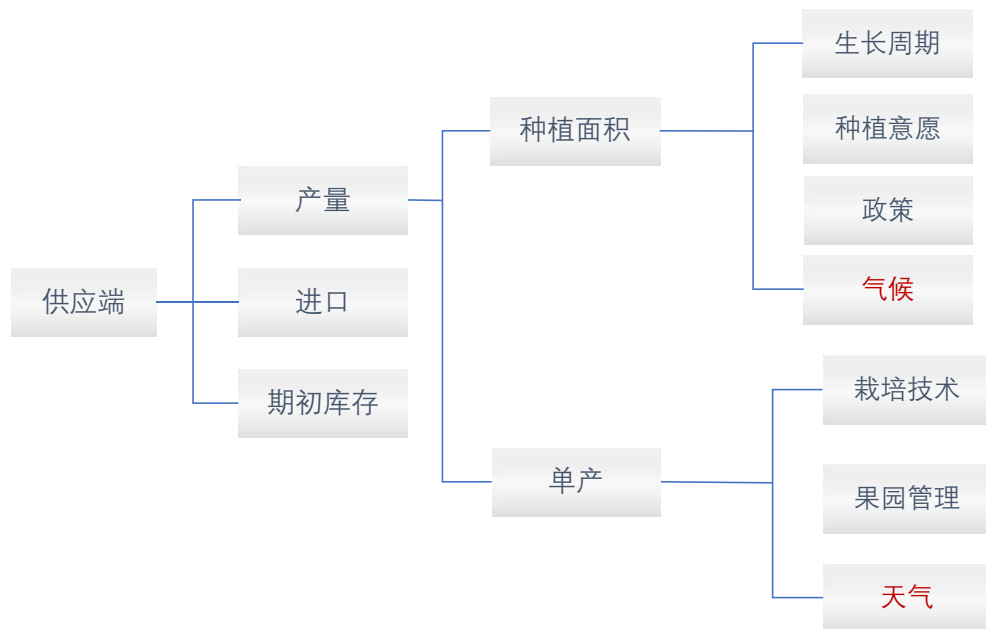 供应端
产量
进口
期初库存
种植面积
单产
生长周期
种植意愿
政策
气候
栽培技术
果园管理
天气